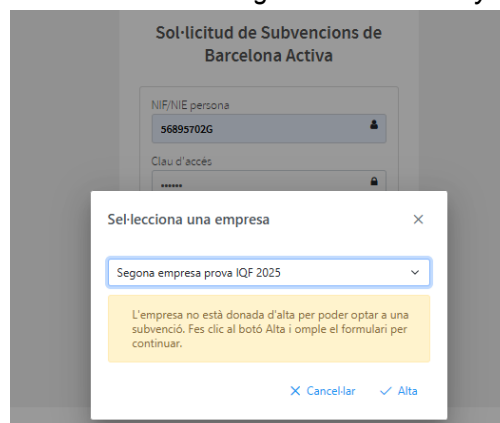 Sol·licitud de Subvencions de
Barcelona Activa
NIF/NIE persona
56895702G
Clau d'accés
••••••
Sel·lecciona una empresa
Segona empresa prova IQF 2025
L'empresa no està donada d'alta per poder optar a una
subvenció. Fes clic al botó Alta i omple el formulari per
continuar.
Cancel·lar Alta